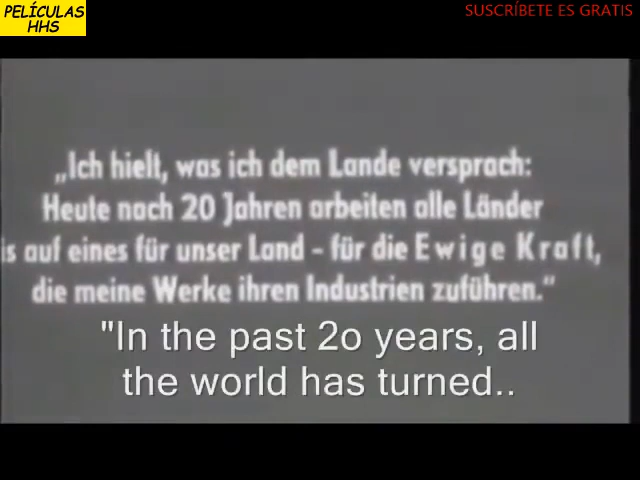 PELÍCULAS
HHS
SUSCRÍBETE ES GRATIS
„Ich hielt, was ich dem Lande versprach:
Heute nach 20 Jahren arbeiten alle Länder
is auf eines für unser Land - für die Ewige Kraft,
die meine Werke ihren Industrien zuführen."
"In the past 2o years, all
the world has turned..